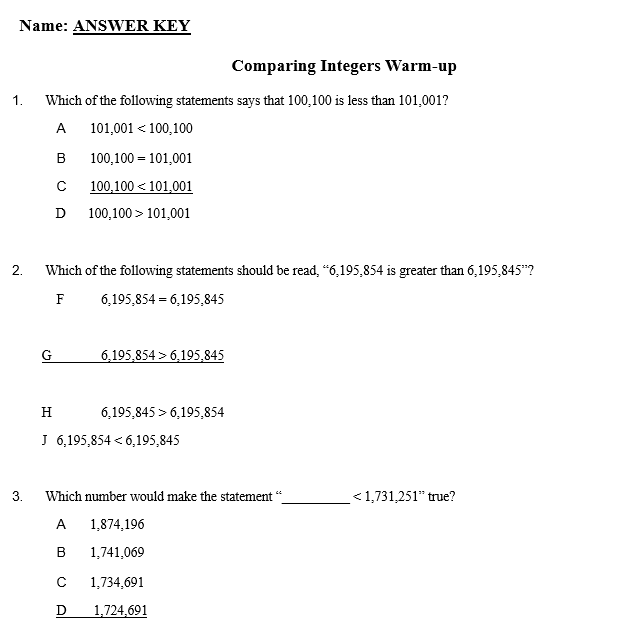 Name: ANSWER KEY
Comparing Integers Warm-up
1. Which of the following statements says that 100,100 is less than 101,001?
A 101,001 < 100,100
B 100,100 = 101,001
C 100,100 < 101,001
D 100,100 > 101,001
2. Which of the following statements should be read, “6,195,854 is greater than 6,195,845”?
F 6,195,854 = 6,195,845
G 6,195,854 > 6,195,845
H 6,195,845 > 6,195,854
J 6,195,854 < 6,195,845
3. Which number would make the statement “__________ < 1,731,251” true?
A 1,874,196
B 1,741,069
C 1,734,691
D 1,724,691